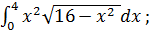 ∫₀⁴ x²√(16 − x²) dx ;